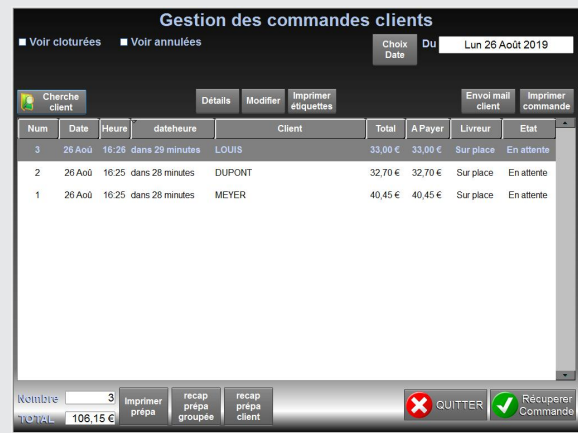 Gestion des commandes clients
Voir cloturées Voir annulées Choix Date Du Lun 26 Août 2019
Cherche client Détails Modifier Imprimer étiquettes Envoi mail client Imprimer commande
Num Date Heure dateheure Client Total A Payer Livreur Etat
3 26 Aoû 16:26 dans 29 minutes LOUIS 33,00 € 33,00 € Sur place En attente
2 26 Aoû 16:25 dans 28 minutes DUPONT 32,70 € 32,70 € Sur place En attente
1 26 Aoû 16:25 dans 28 minutes MEYER 40,45 € 40,45 € Sur place En attente
Nombre 3 Imprimer prépa recap prépa groupée recap prépa client QUITTER Récuperer Commande
TOTAL 106,15 €